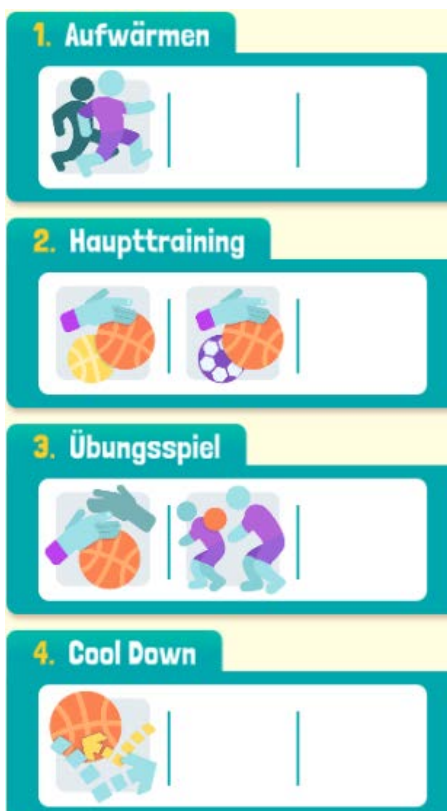 1. Aufwärmen
2. Haupttraining
3. Übungsspiel
4. Cool Down